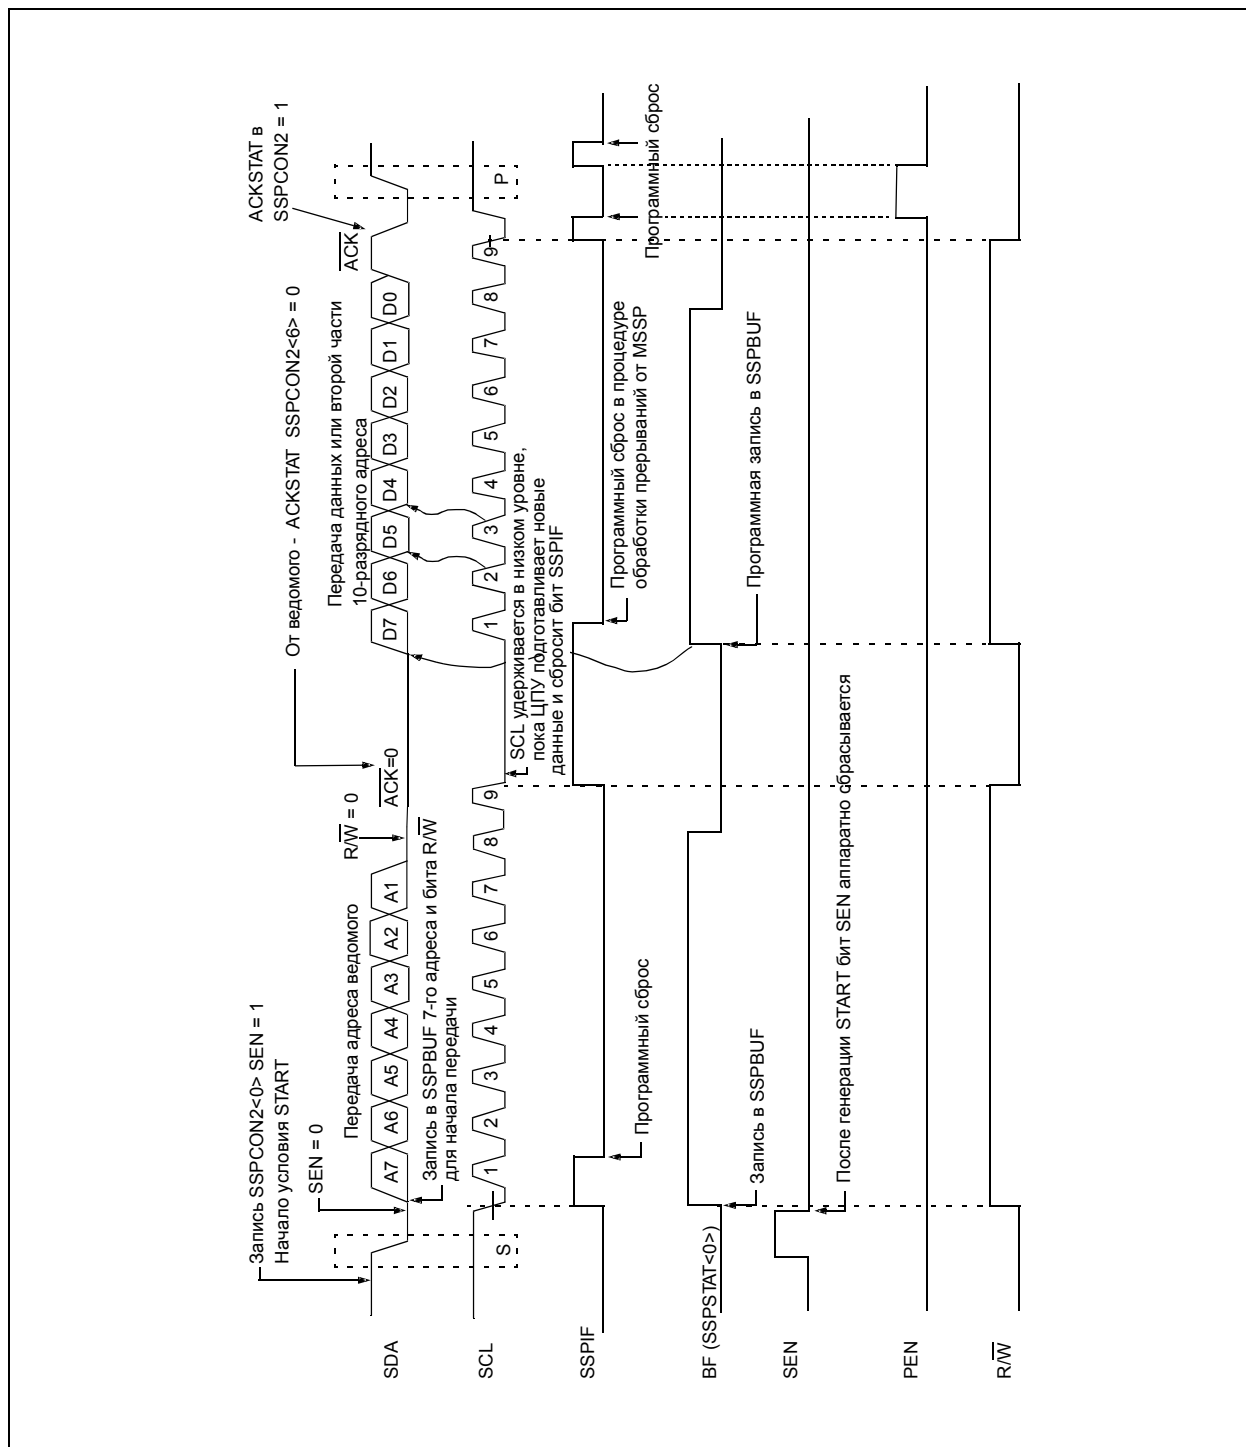 Запись SSPCON2<0> SEN = 1
Начало условия START
SEN = 0
Передача адреса ведомого
R/W = 0
От ведомого - ACKSTAT SSPCON2<6> = 0
Передача данных или второй части
10-разрядного адреса
ACKSTAT в
SSPCON2 = 1
ACK=0
ACK
SDA
A7 A6 A5 A4 A3 A2 A1
D7 D6 D5 D4 D3 D2 D1 D0
Запись в SSPBUF 7-го адреса и бита R/W
для начала передачи
SCL
S
1 2 3 4 5 6 7 8 9
1 2 3 4 5 6 7 8 9
P
SCL удерживается в низком уровне,
пока ЦПУ подготавливает новые
данные и сбросит бит SSPIF
SSPIF
Программный сброс
Программный сброс в процедуре
обработки прерываний от MSSP
Программный сброс
BF (SSPSTAT<0>)
Запись в SSPBUF
Программная запись в SSPBUF
SEN
После генерации START бит SEN аппаратно сбрасывается
PEN
R/W